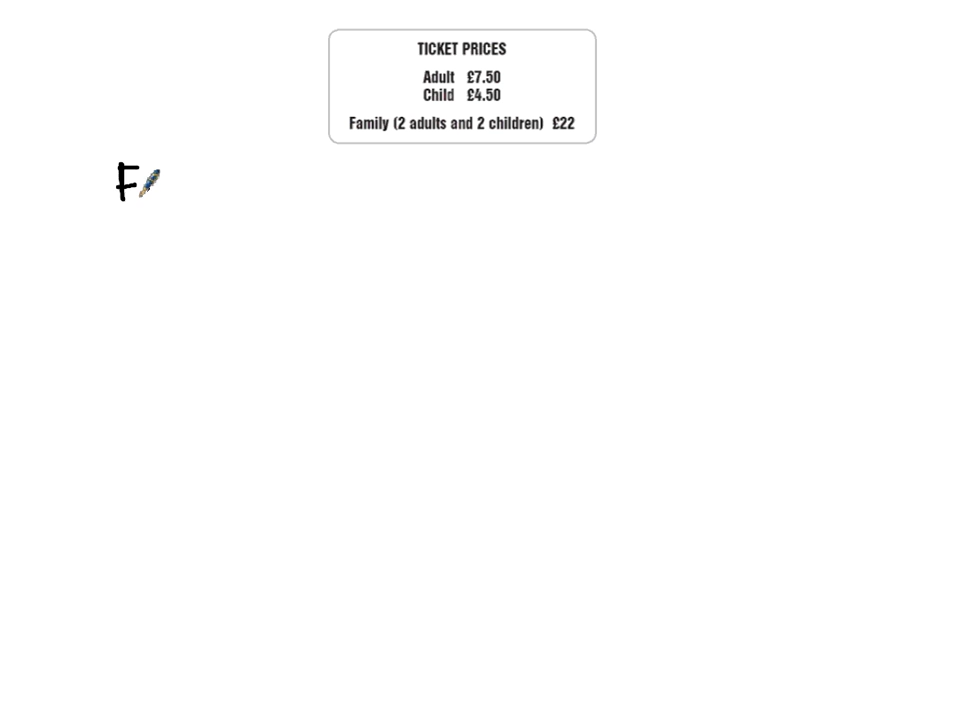 TICKET PRICES
Adult £7.50
Child £4.50
Family (2 adults and 2 children) £22
F